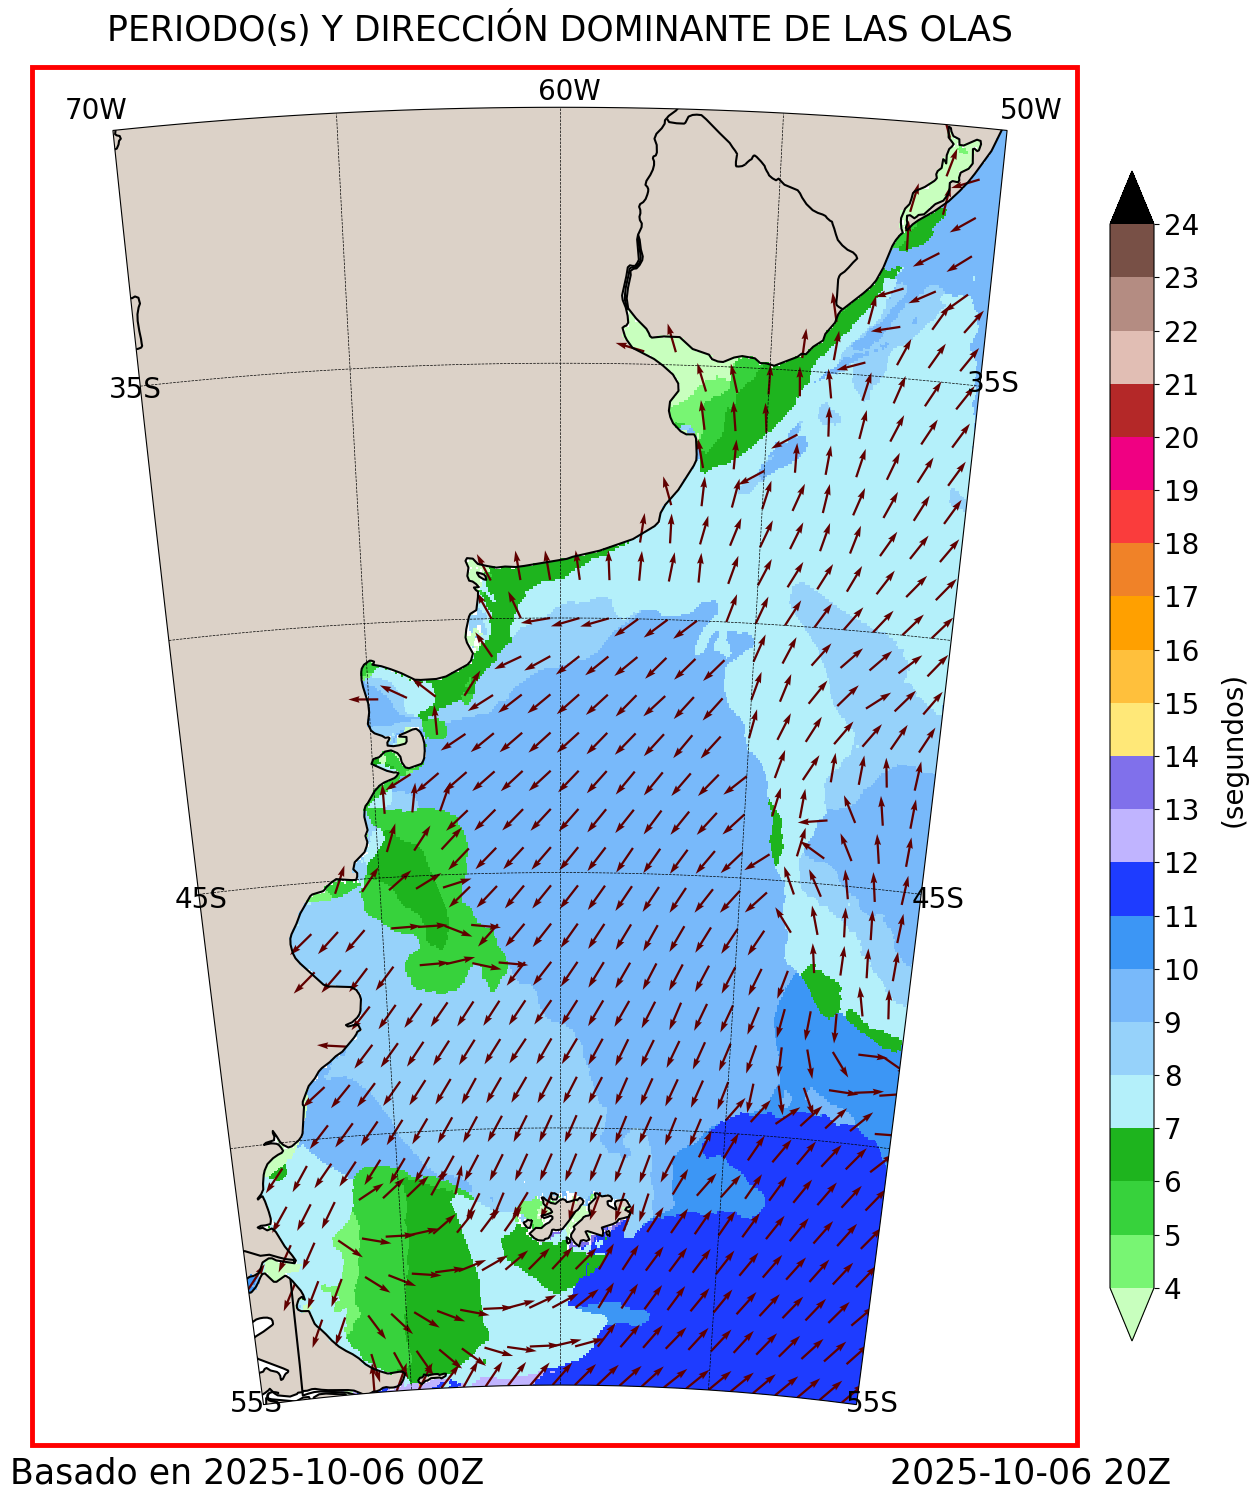 PERIODO(s) Y DIRECCIÓN DOMINANTE DE LAS OLAS
70W
60W
50W
35S
35S
45S
45S
55S
55S
24
23
22
21
20
19
18
17
16
15
14
13
12
11
10
9
8
7
6
5
4
(segundos)
Basado en 2025-10-06 00Z
2025-10-06 20Z